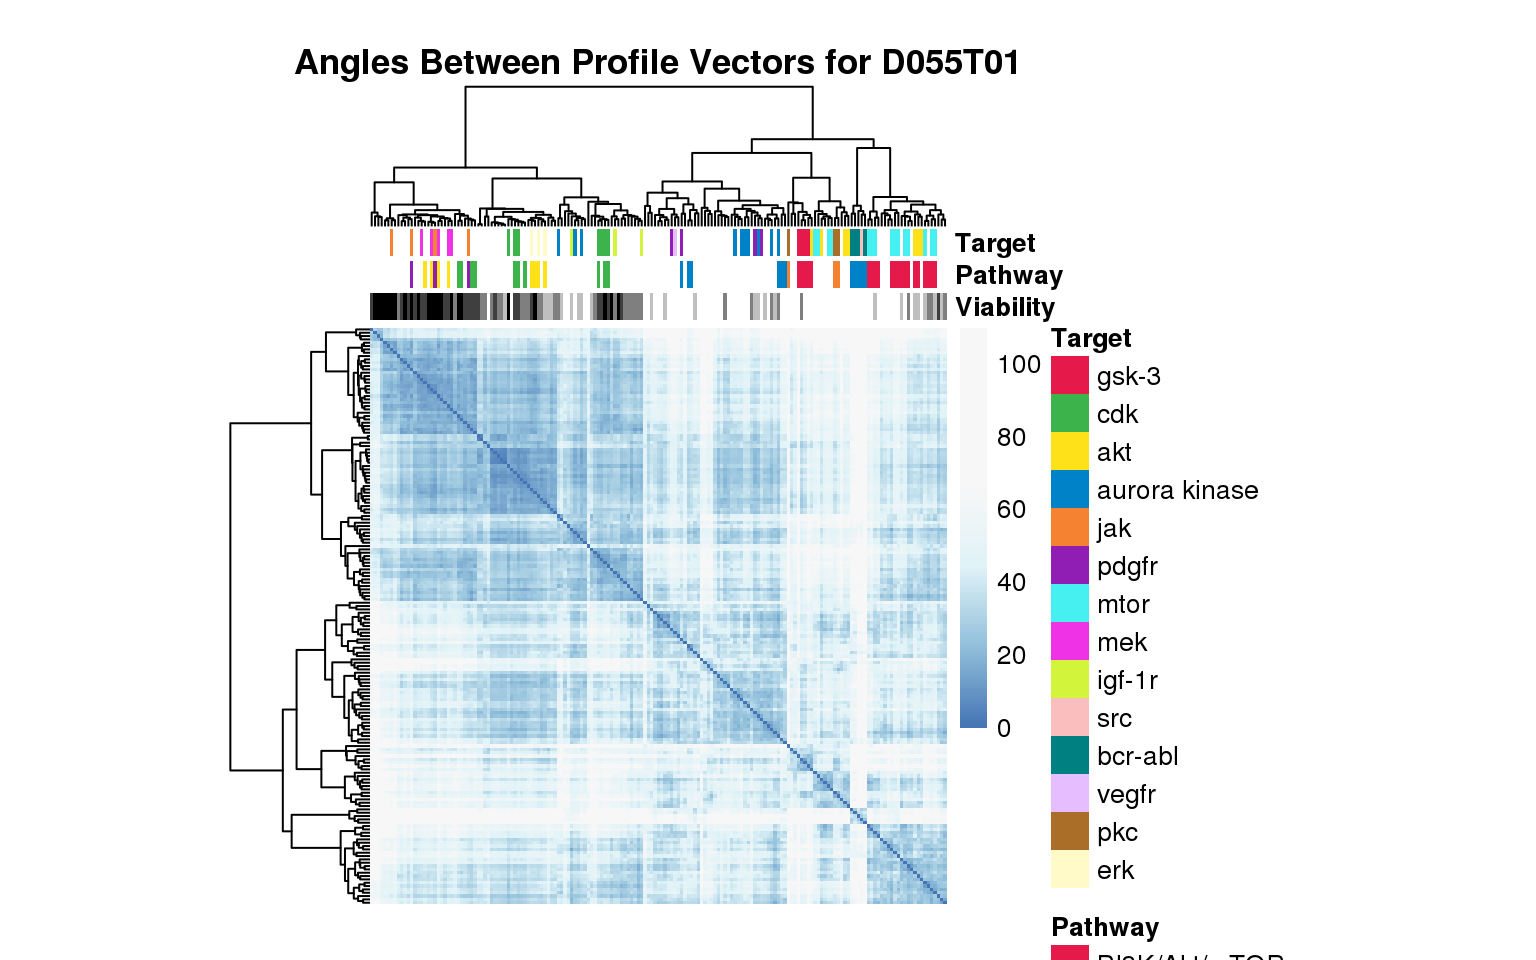 Angles Between Profile Vectors for D055T01
Target
Pathway
Viability
100
80
60
40
20
0
Target
gsk-3
cdk
akt
aurora kinase
jak
pdgfr
mtor
mek
igf-1r
src
bcr-abl
vegfr
pkc
erk
Pathway